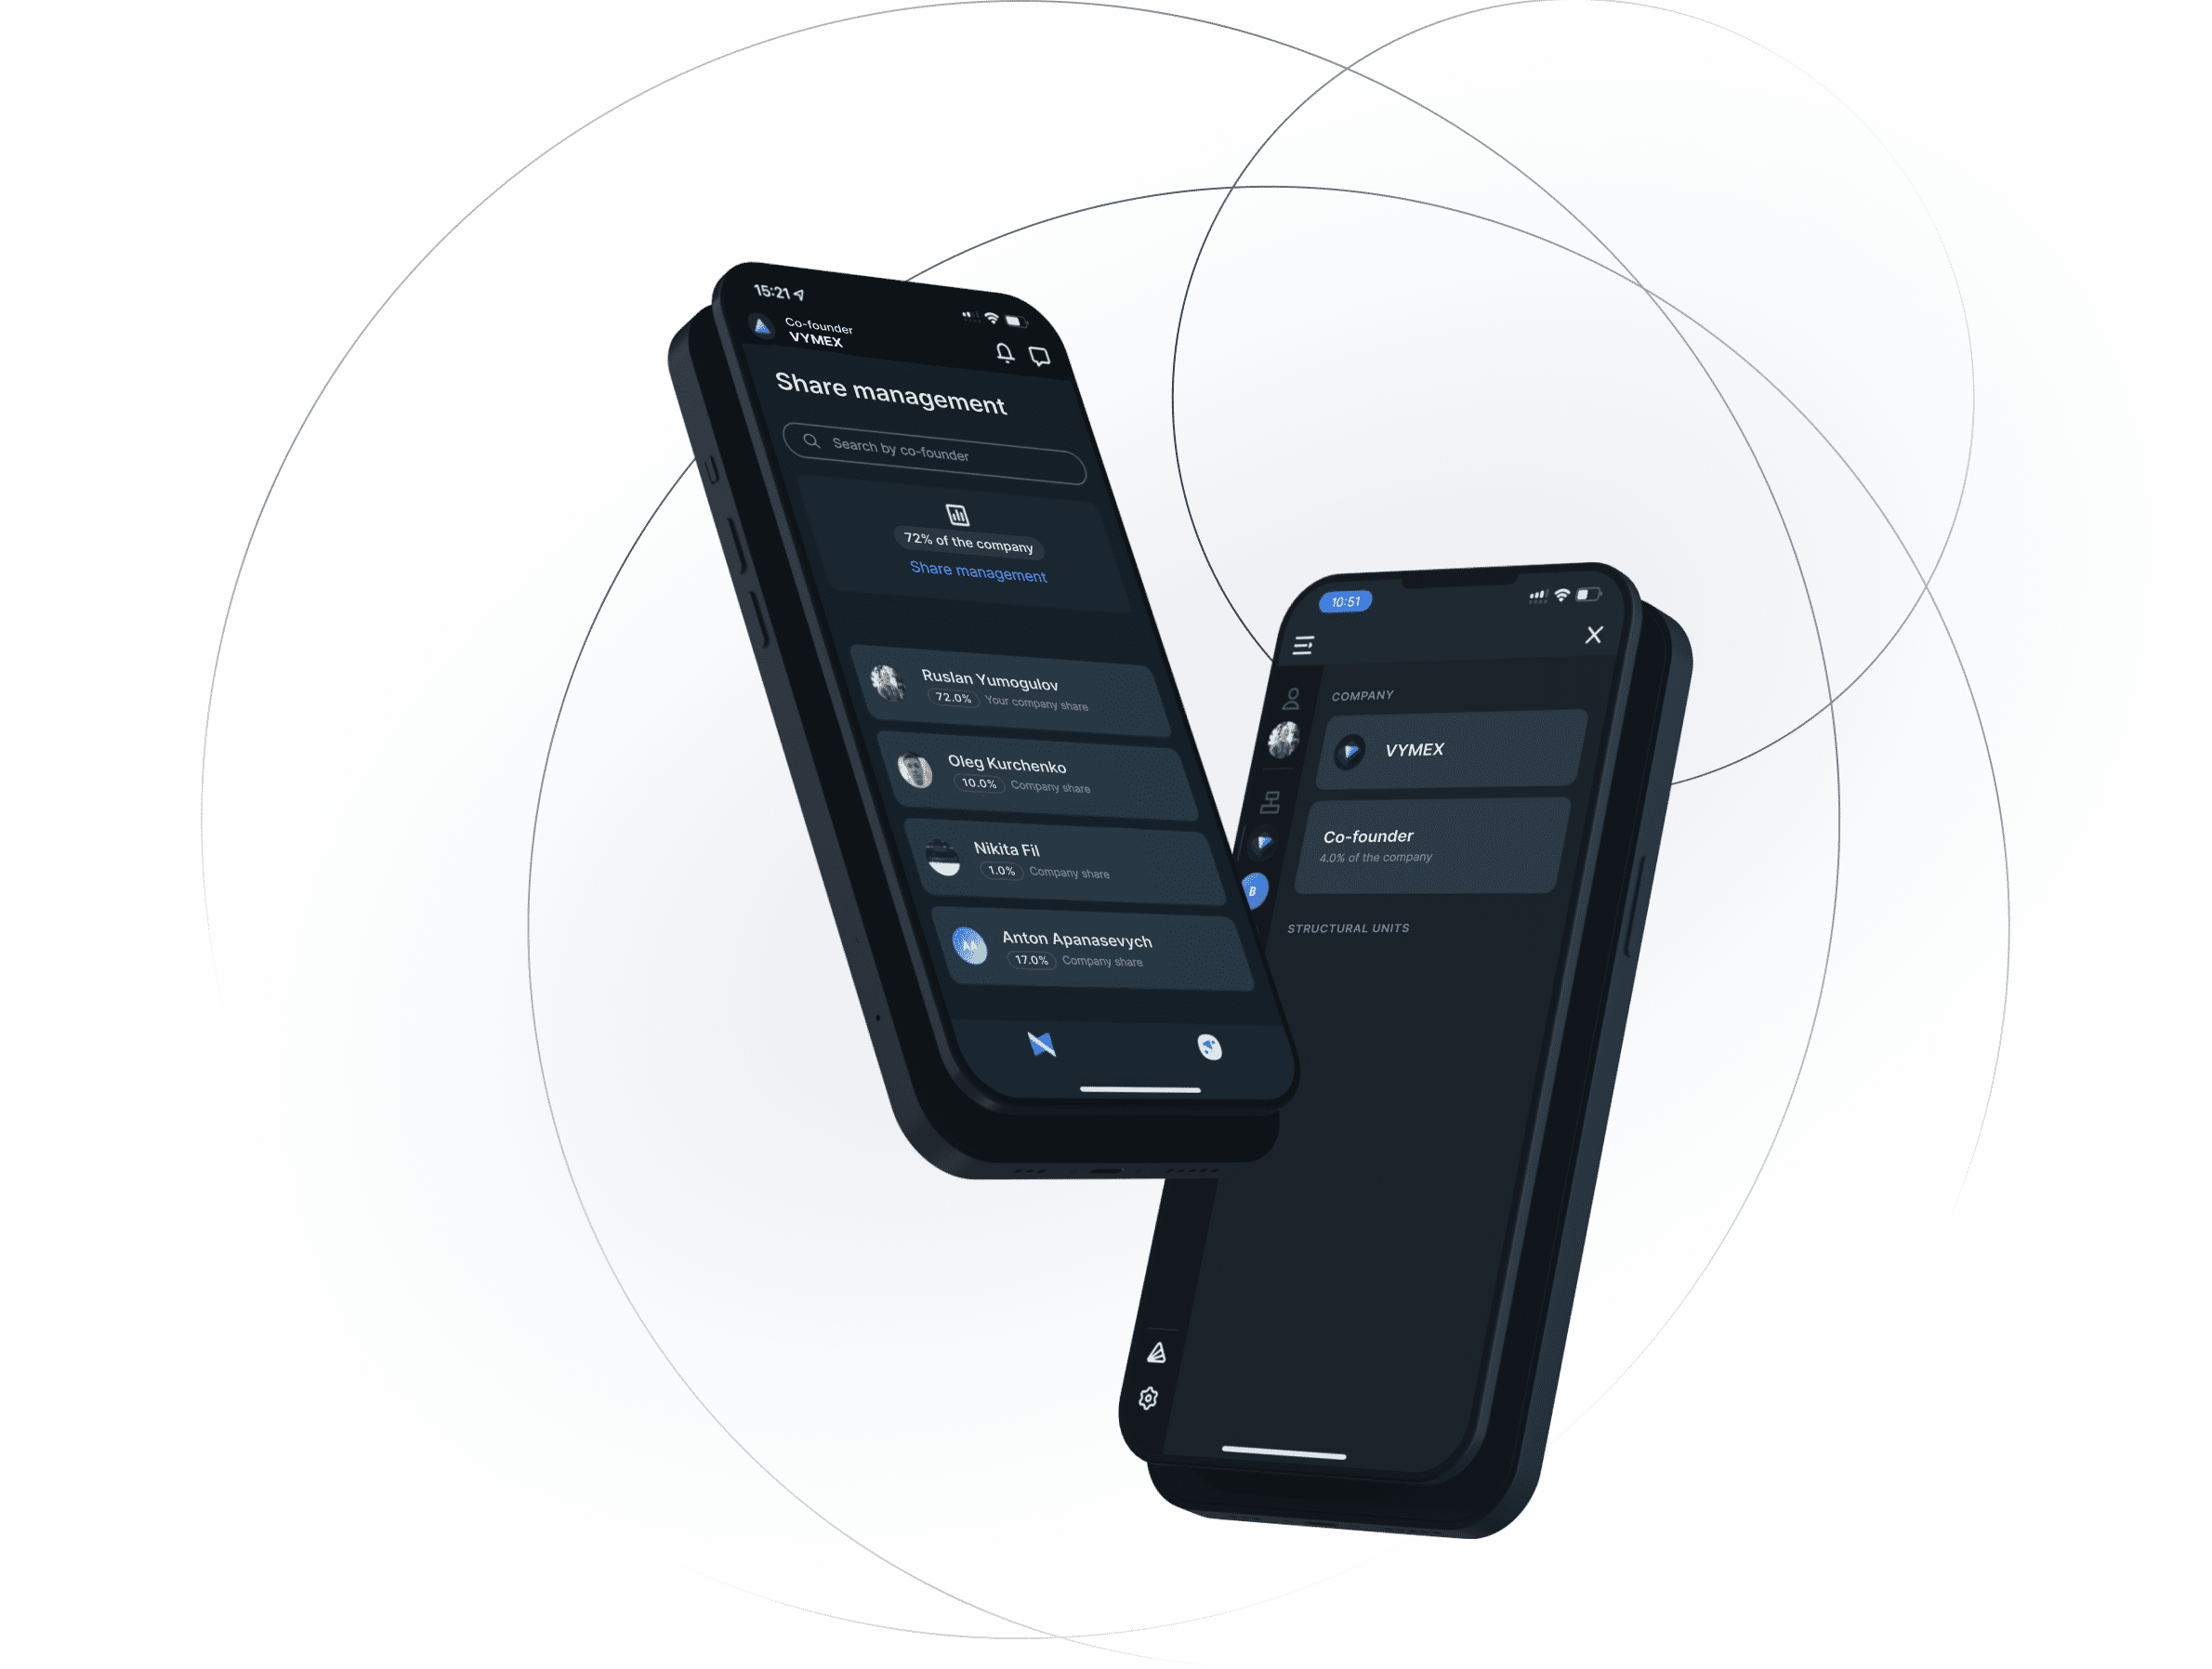 15:21
Co-founder
VYMEX
Share management
Search by co-founder
72% of the company
Share management
Ruslan Yumogulov
72.0% Your company share
Oleg Kurchenko
10.0% Company share
Nikita Fil
1.0% Company share
AA
Anton Apanasevych
17.0% Company share
10:51
COMPANY
VYMEX
Co-founder
4.0% of the company
B
STRUCTURAL UNITS